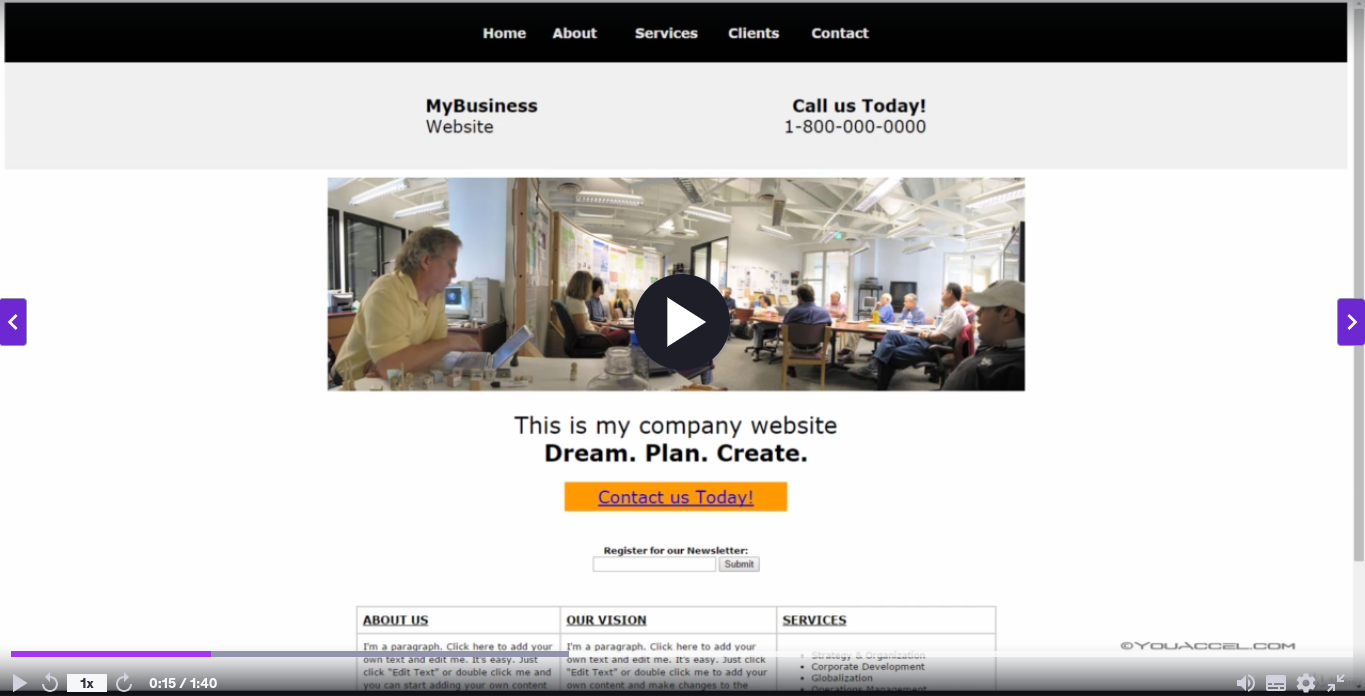 Home About Services Clients Contact
MyBusiness
Website
Call us Today!
1-800-000-0000
This is my company website
Dream. Plan. Create.
Contact us Today!
Register for our Newsletter:
Submit
ABOUT US
I'm a paragraph. Click here to add your
own text and edit me. It's easy. Just
click "Edit Text" or double click me and
you can start adding your own content
OUR VISION
I'm a paragraph. Click here to add your
own text and edit me. It's easy. Just click
"Edit Text" or double click me to add your
own content and make changes to the
SERVICES
Strategy & Organization
Corporate Development
Globalization
Operations Management
©YOUACCEL.COM
1x 0:15 / 1:40